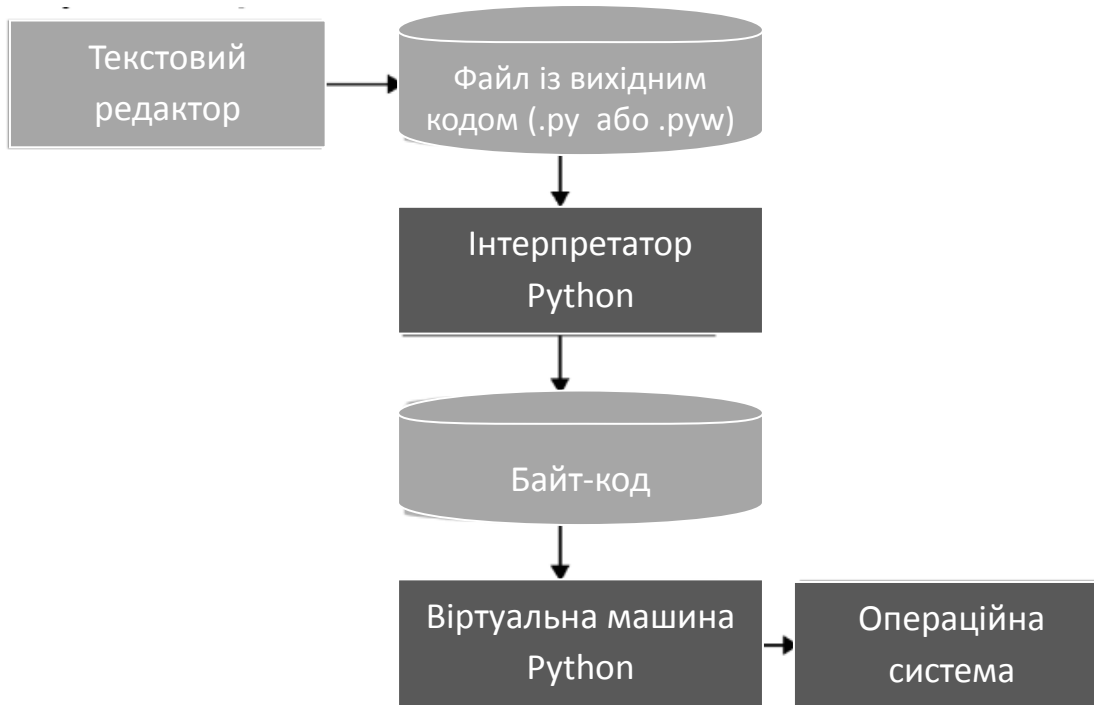 Текстовий
редактор
Файл із вихідним
кодом (.py або .pyw)
Інтерпретатор
Python
Байт-код
Віртуальна машина
Python
Операційна
система